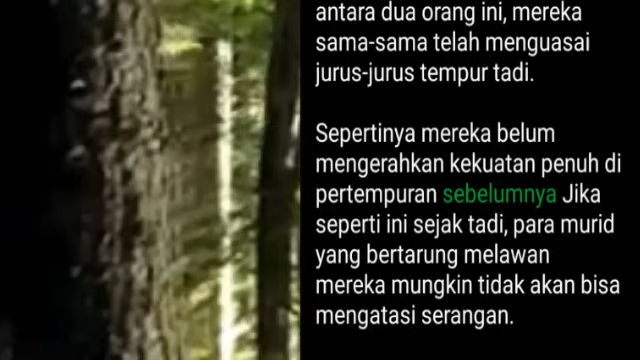 antara dua orang ini, mereka
sama-sama telah menguasai
jurus-jurus tempur tadi.
Sepertinya mereka belum
mengerahkan kekuatan penuh di
pertempuran sebelumnya Jika
seperti ini sejak tadi, para murid
yang bertarung melawan
mereka mungkin tidak akan bisa
mengatasi serangan.